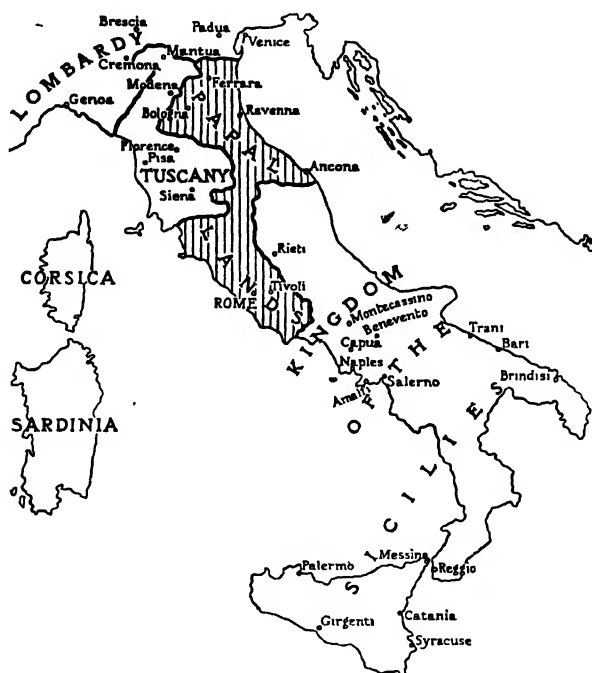 Brescia
Padua
Venice
LOMBARDY
Cremona
Mantua
Modena
Ferrara
Genoa
Bologna
Ravenna
PAPAL
Florence
Pisa
Ancona
TUSCANY
Siena
LANDS
Rieti
CORSICA
ROME
Tivoli
KINGDOM
Montecassino
Benevento
Trani
Capua
THE
Bari
Naples
Brindisi
Amalfi
Salerno
OF
SARDINIA
SICILIES
Messina
Palermo
Reggio
Girgenti
Catania
Syracuse